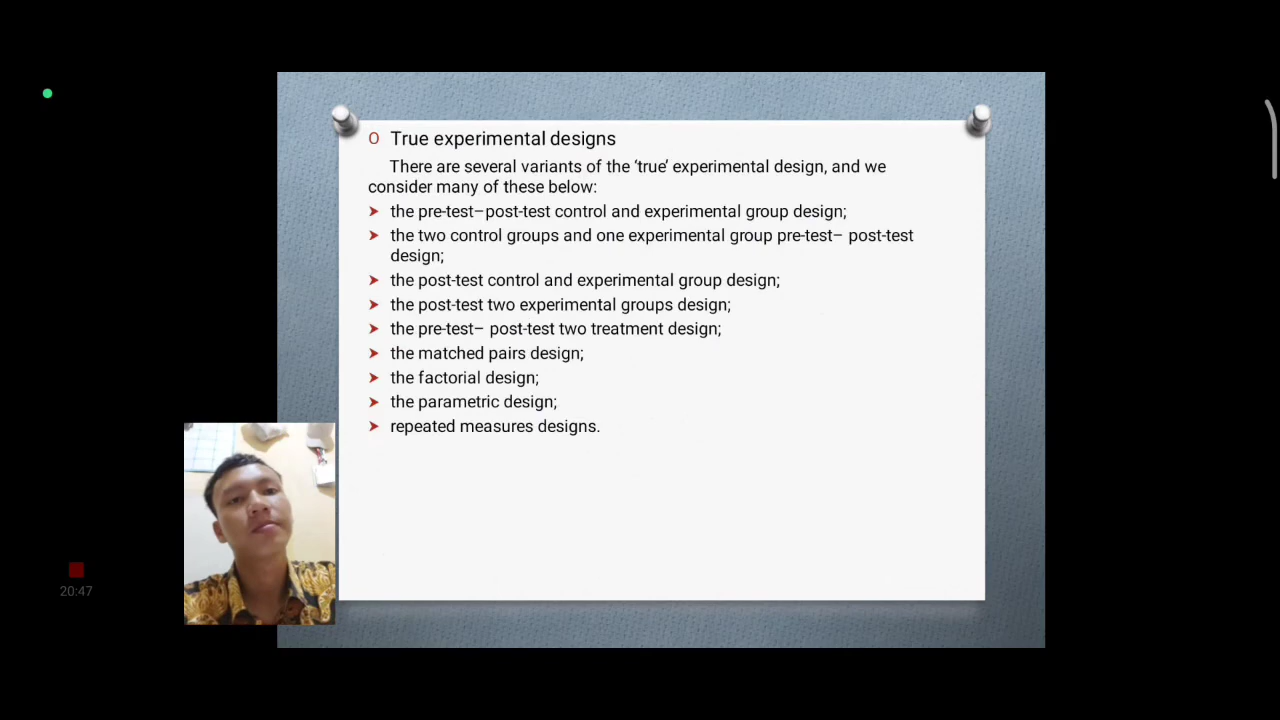 O True experimental designs
There are several variants of the ‘true’ experimental design, and we
consider many of these below:
➤ the pre-test–post-test control and experimental group design;
➤ the two control groups and one experimental group pre-test– post-test
design;
➤ the post-test control and experimental group design;
➤ the post-test two experimental groups design;
➤ the pre-test– post-test two treatment design;
➤ the matched pairs design;
➤ the factorial design;
➤ the parametric design;
➤ repeated measures designs.
20:47